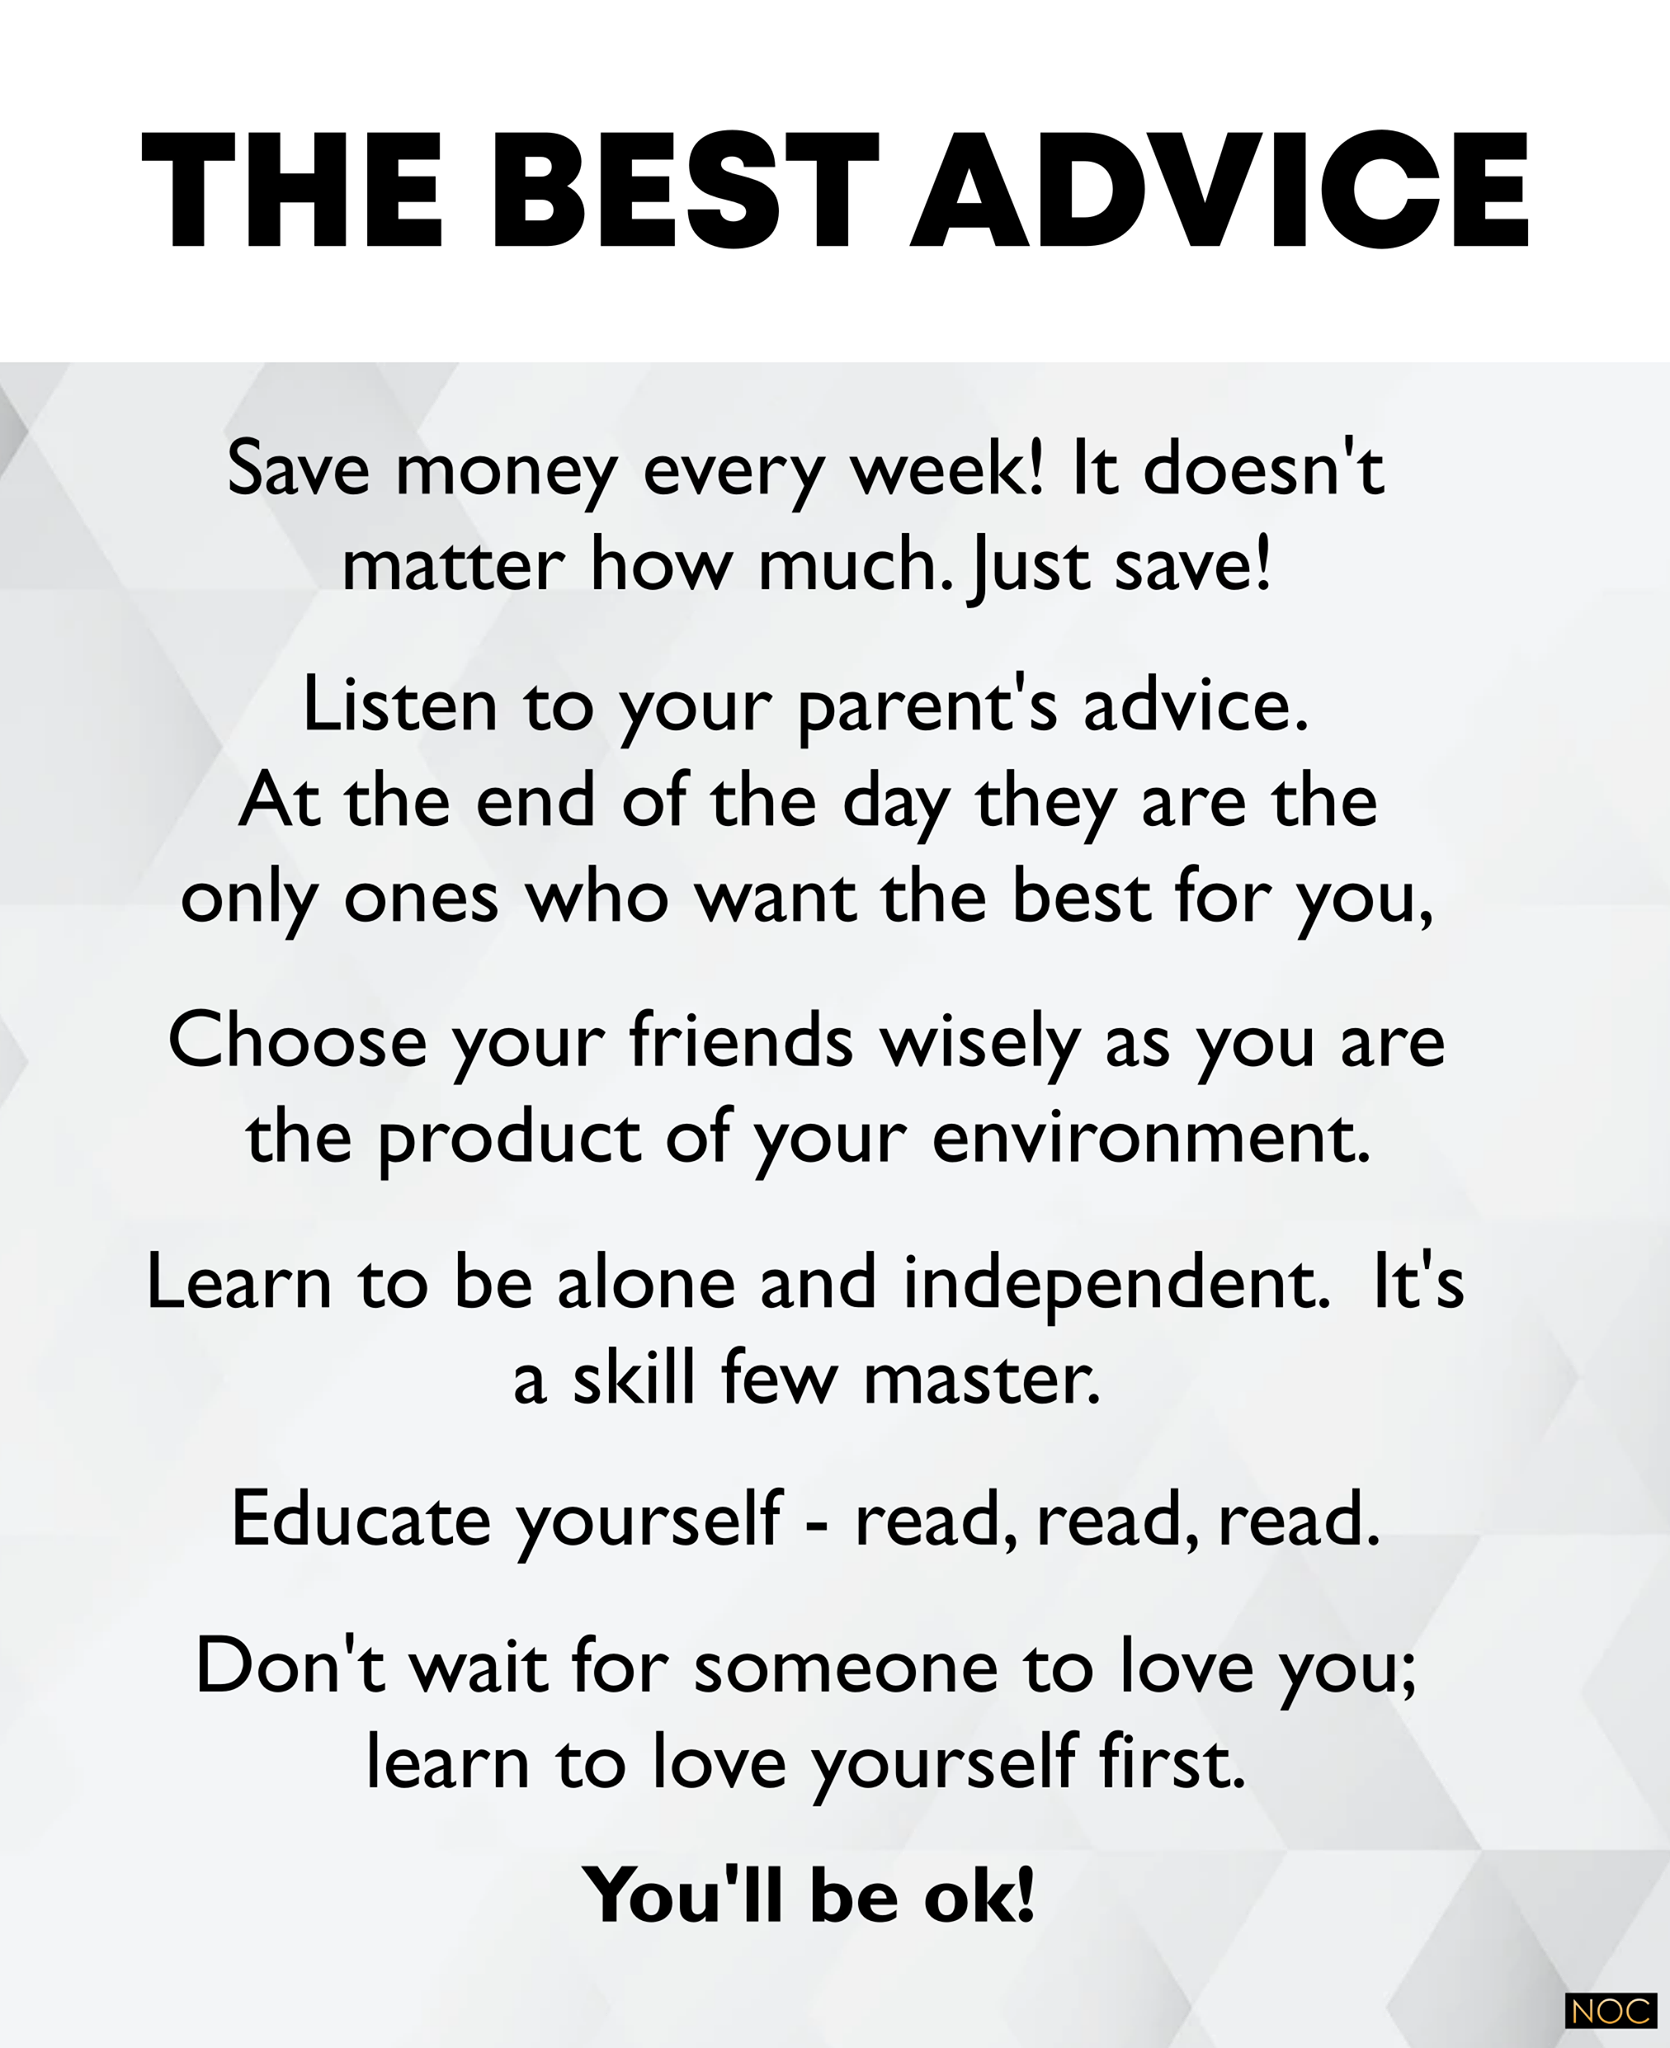 THE BEST ADVICE
Save money every week! It doesn't
matter how much. Just save!
Listen to your parent's advice.
At the end of the day they are the
only ones who want the best for you,
Choose your friends wisely as you are
the product of your environment.
Learn to be alone and independent.  It's
a skill few master.
Educate yourself - read, read, read.
Don't wait for someone to love you;
learn to love yourself first.
You'll be ok!
NOC